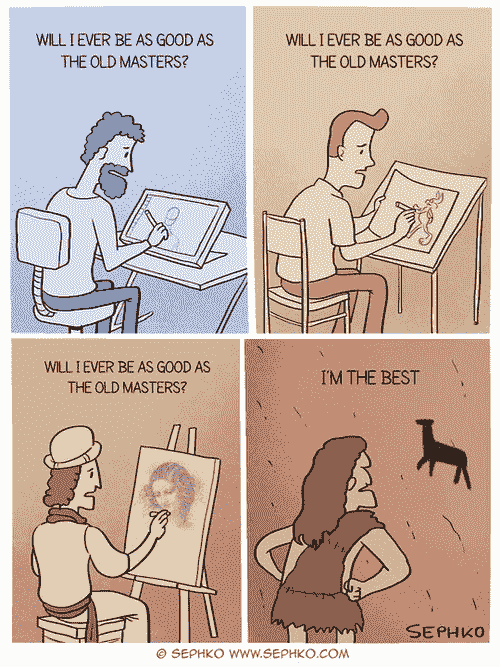 WILL I EVER BE AS GOOD AS
THE OLD MASTERS?
WILL I EVER BE AS GOOD AS
THE OLD MASTERS?
WILL I EVER BE AS GOOD AS
THE OLD MASTERS?
I'M THE BEST
SEPHKO
© SEPHKO WWW.SEPHKO.COM